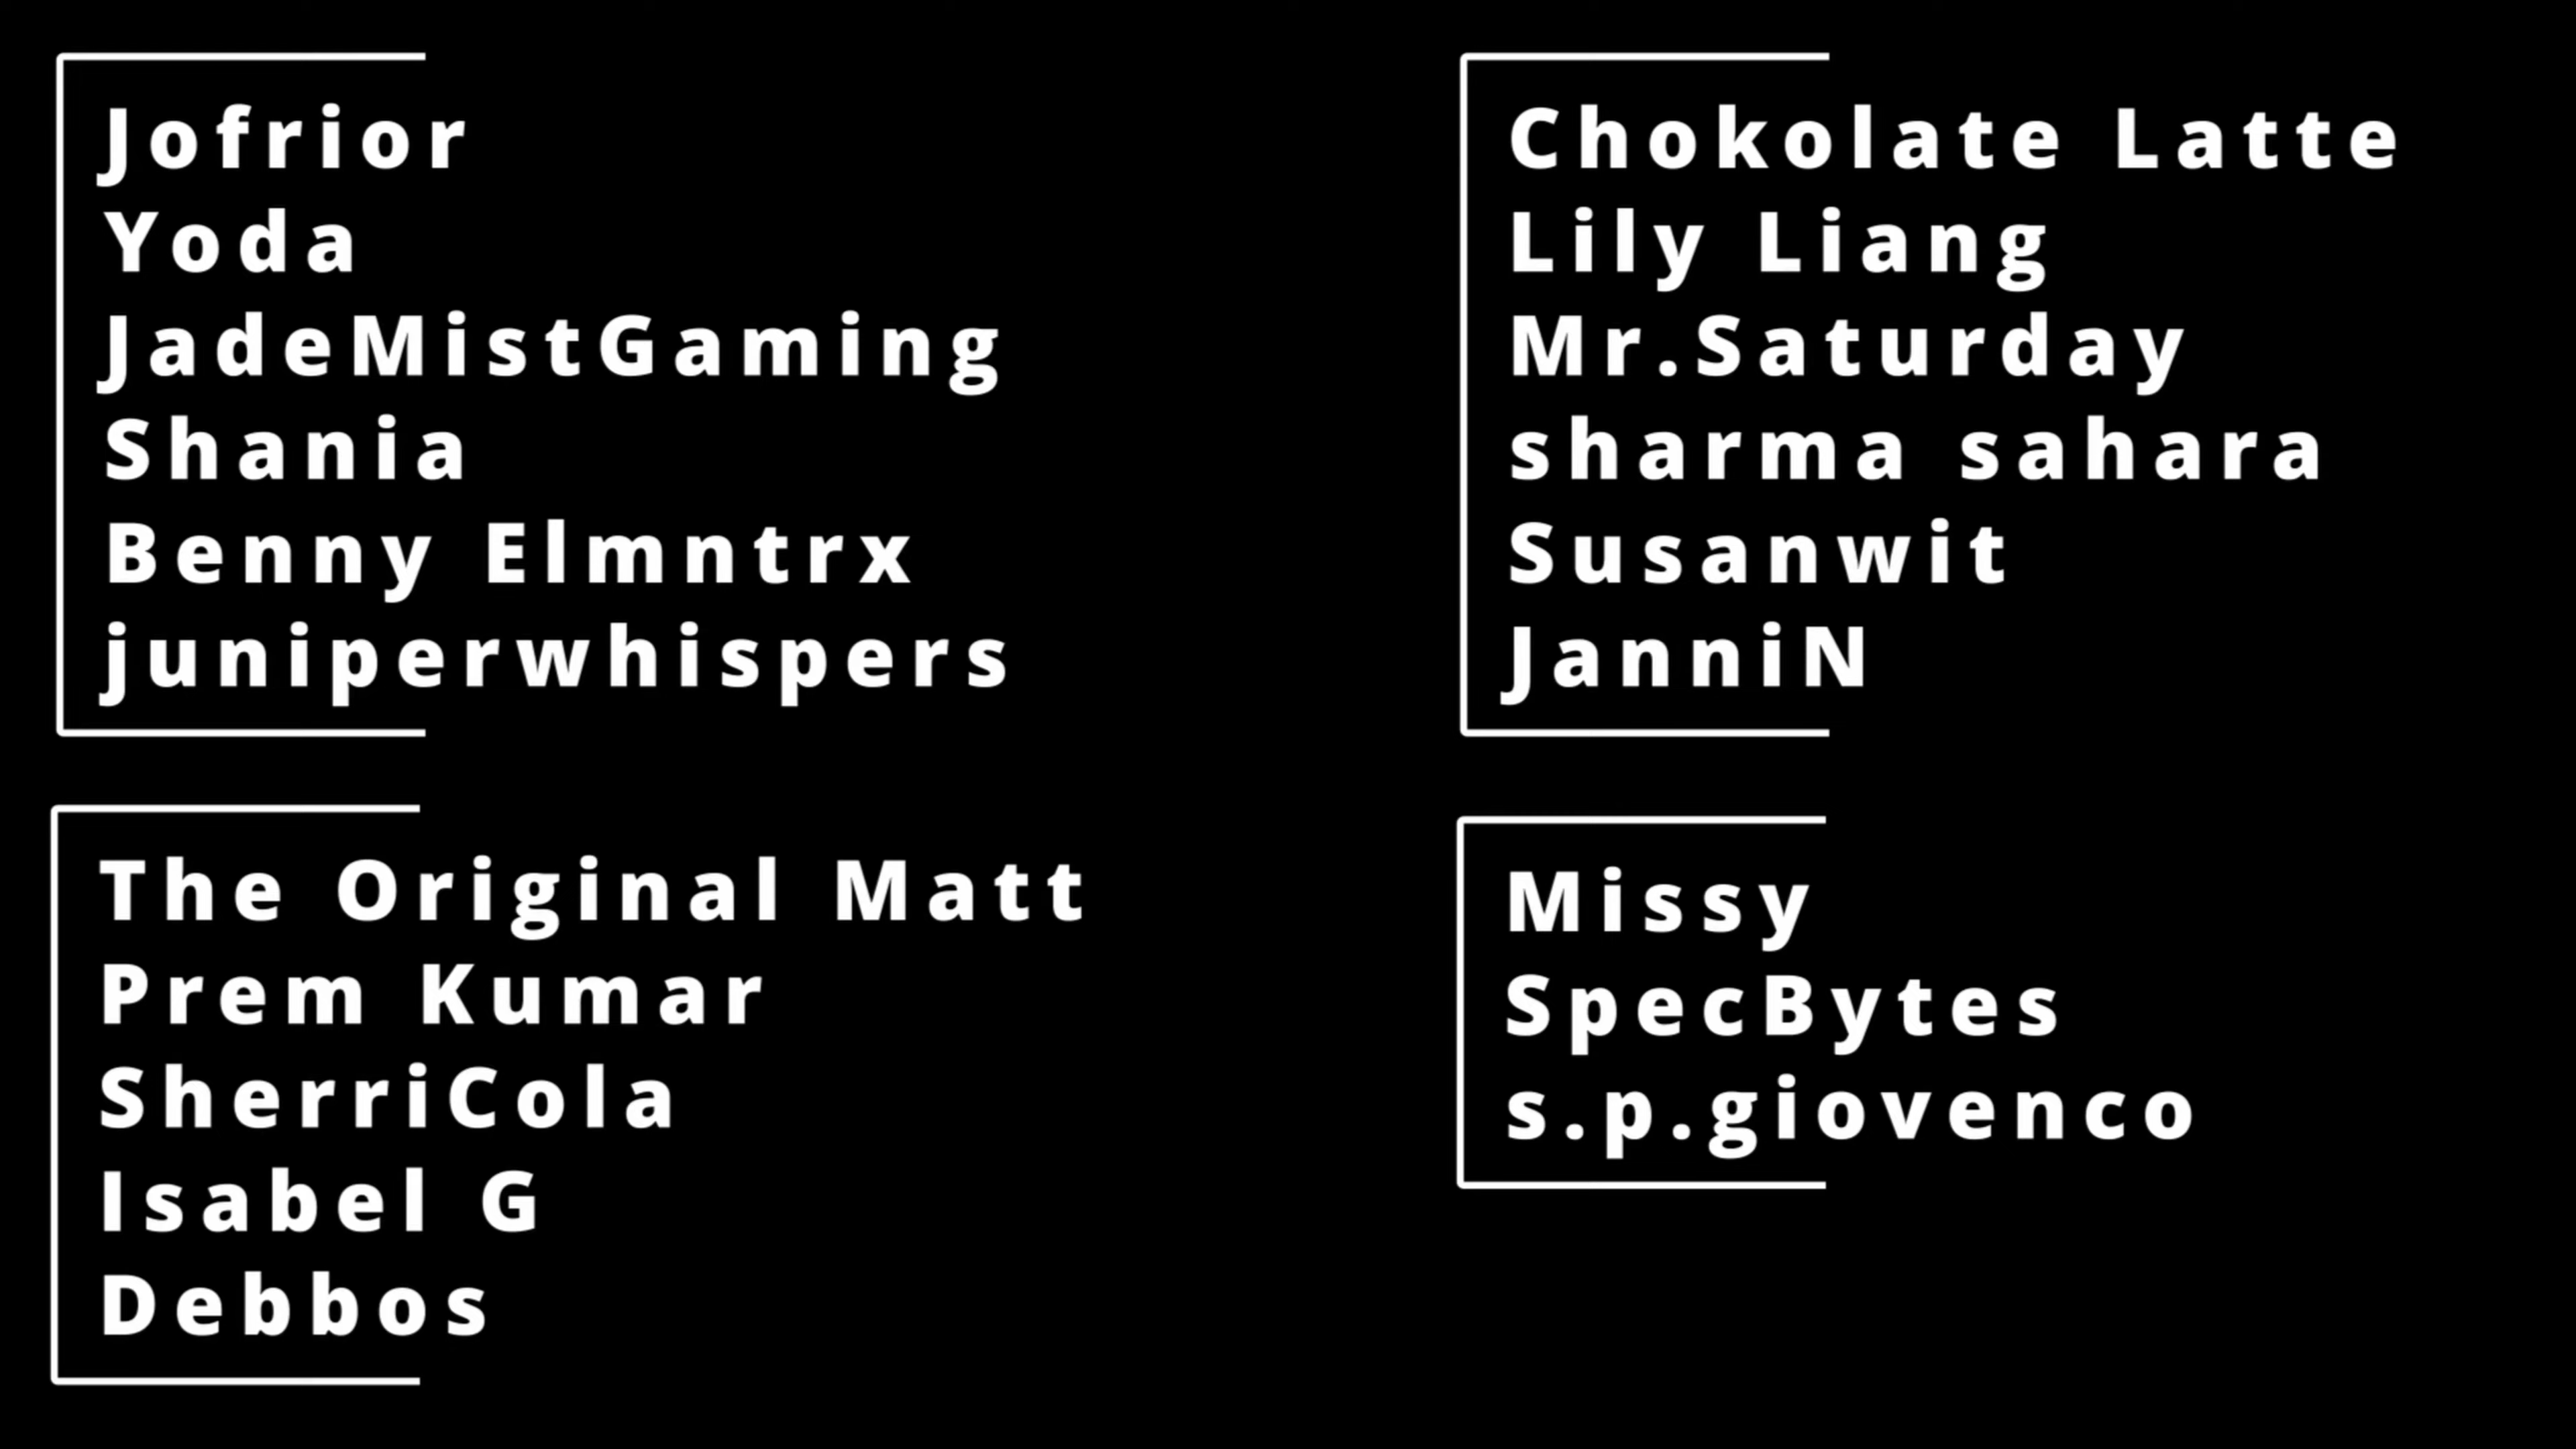 Jofrior
Yoda
JadeMistGaming
Shania
Benny Elmntrx
juniperwhispers
Chokolate Latte
Lily Liang
Mr.Saturday
sharma sahara
Susanwit
JanniN
The Original Matt
Prem Kumar
SherriCola
Isabel G
Debbos
Missy
SpecBytes
s.p.giovenco